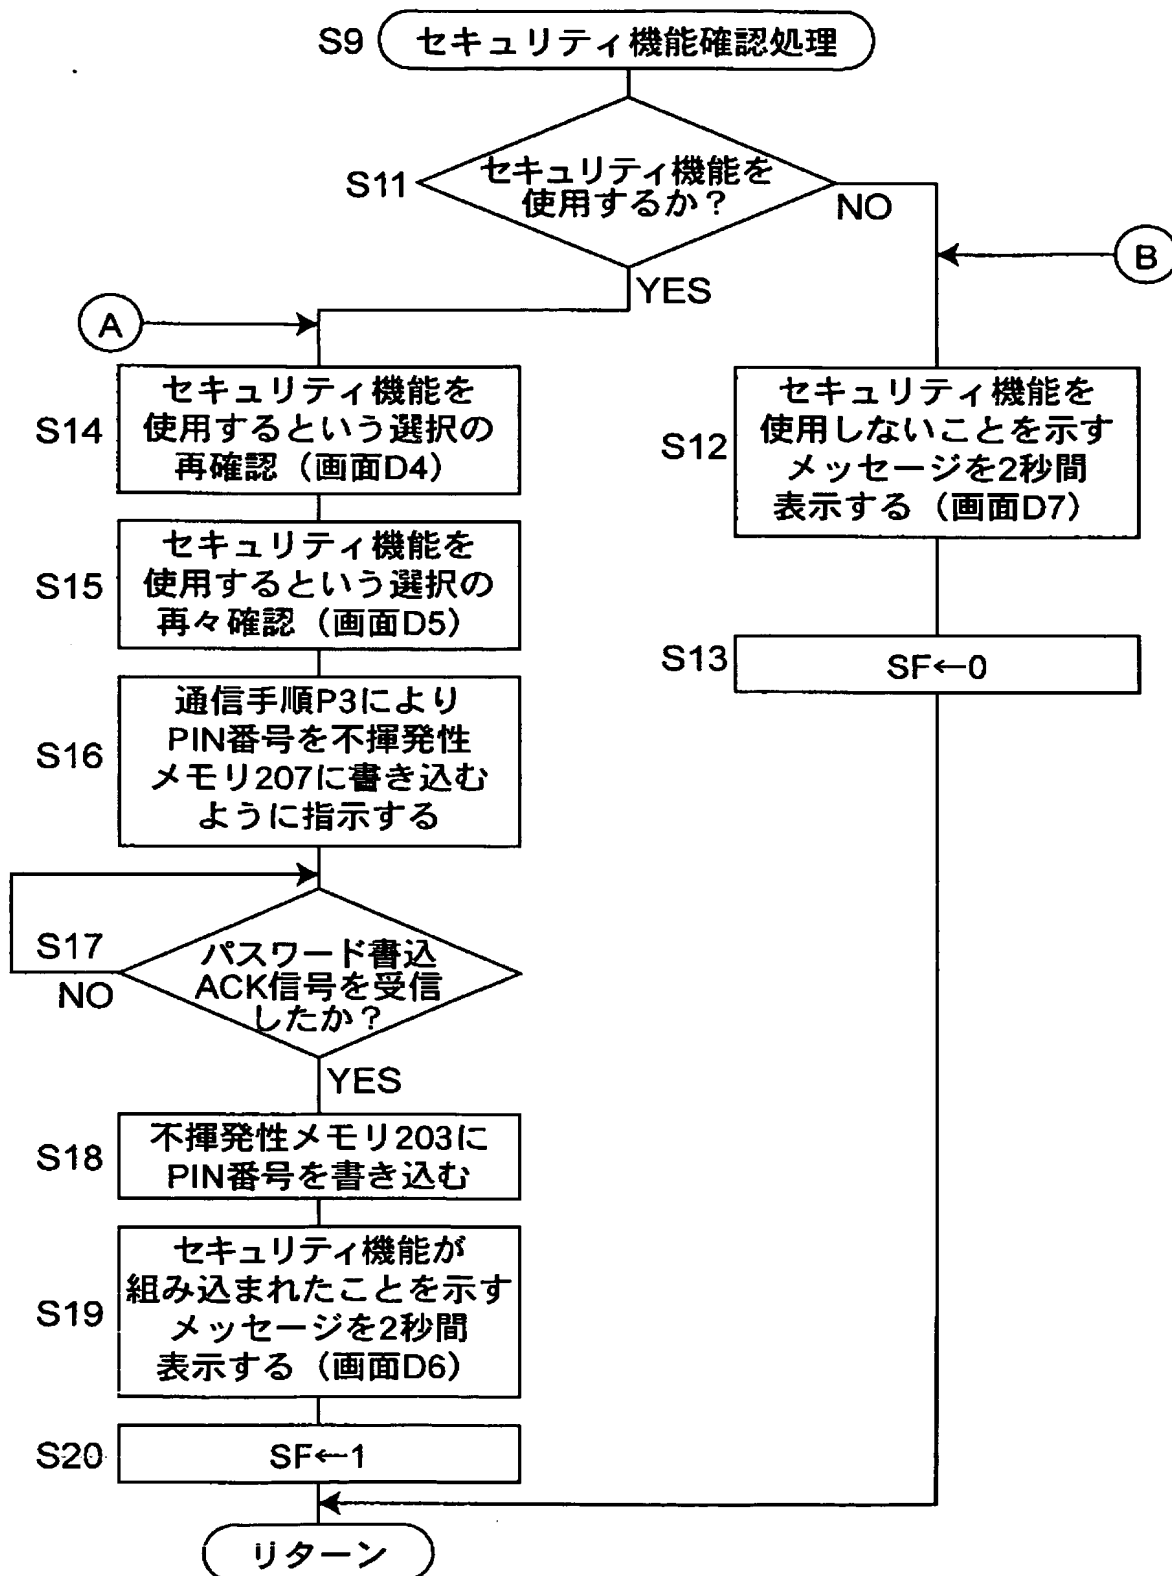 S9
セキュリティ機能確認処理
S11
セキュリティ機能を
使用するか？
NO
YES
B
A
S14
セキュリティ機能を
使用するという選択の
再確認（画面D4）
S12
セキュリティ機能を
使用しないことを示す
メッセージを2秒間
表示する（画面D7）
S15
セキュリティ機能を
使用するという選択の
再々確認（画面D5）
S13
SF←0
S16
通信手順P3により
PIN番号を不揮発性
メモリ207に書き込む
ように指示する
S17
NO
パスワード書込
ACK信号を受信
したか？
YES
S18
不揮発性メモリ203に
PIN番号を書き込む
S19
セキュリティ機能が
組み込まれたことを示す
メッセージを2秒間
表示する（画面D6）
S20
SF←1
リターン